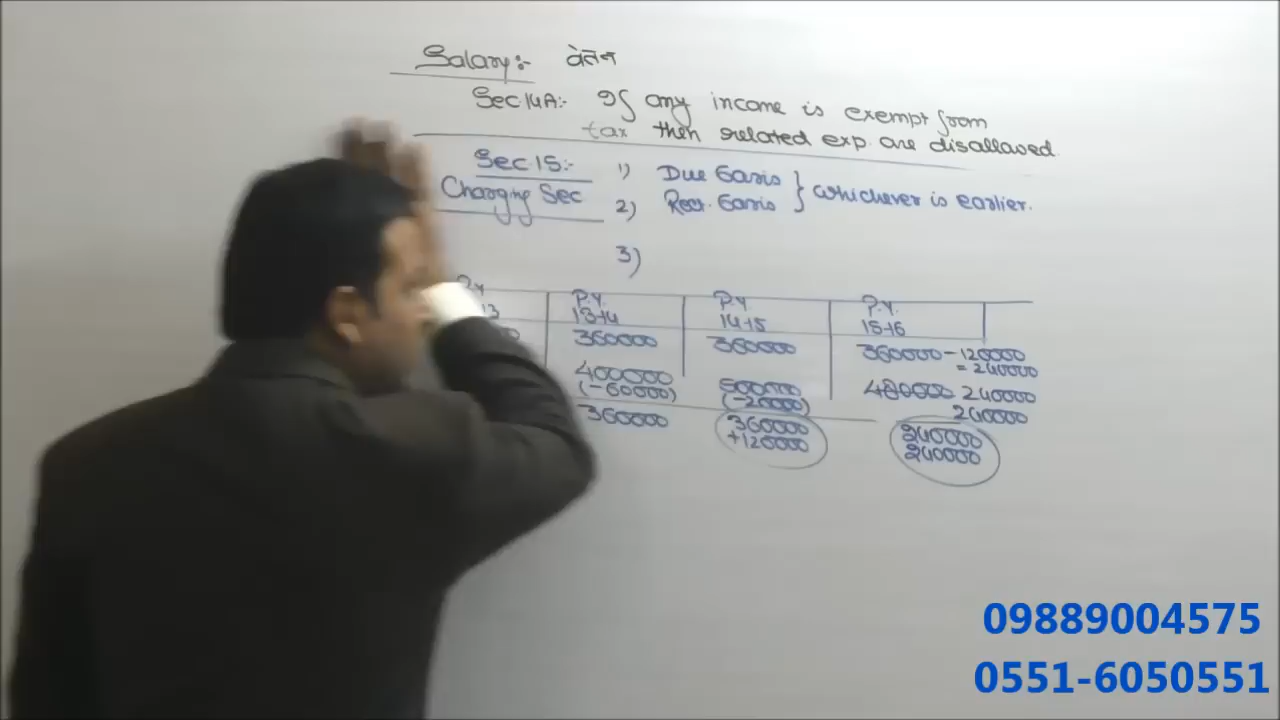 Salary:- वेतन
Sec.14A:- If any income is exempt from
tax then related exp. are disallowed.
Sec 15:- 1) Due basis } whichever is earlier.
Charging Sec 2) Rect. basis
3)
P.Y. P.Y. P.Y. P.Y.
13 13-14 14-15 15-16
360000 360000 360000 - 120000
= 240000
400000 480000 240000
(-60000) (-20000) 240000
360000 360000 240000
+120000 240000
09889004575
0551-6050551